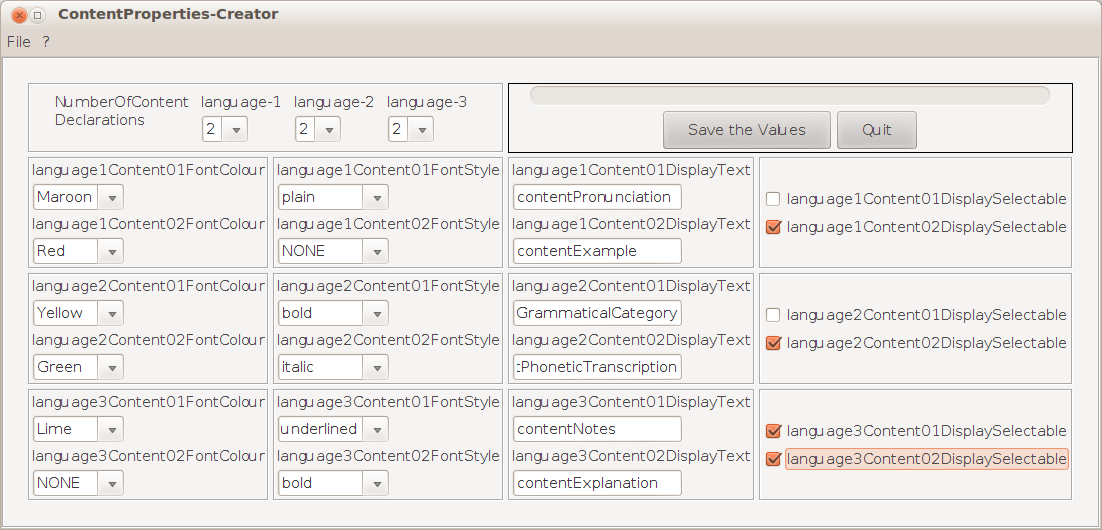 ContentProperties-Creator
File ?
NumberOfContent language-1 language-2 language-3
Declarations
2 2 2
Save the Values Quit
language1Content01FontColour language1Content01FontStyle language1Content01DisplayText
Maroon plain contentPronunciation language1Content01DisplaySelectable
language1Content02FontColour language1Content02FontStyle language1Content02DisplayText language1Content02DisplaySelectable
Red NONE contentExample
language2Content01FontColour language2Content01FontStyle language2Content01DisplayText
Yellow bold GrammaticalCategory language2Content01DisplaySelectable
language2Content02FontColour language2Content02FontStyle language2Content02DisplayText language2Content02DisplaySelectable
Green italic tPhoneticTranscription
language3Content01FontColour language3Content01FontStyle language3Content01DisplayText
Lime underlined contentNotes language3Content01DisplaySelectable
language3Content02FontColour language3Content02FontStyle language3Content02DisplayText language3Content02DisplaySelectable
NONE bold contentExplanation